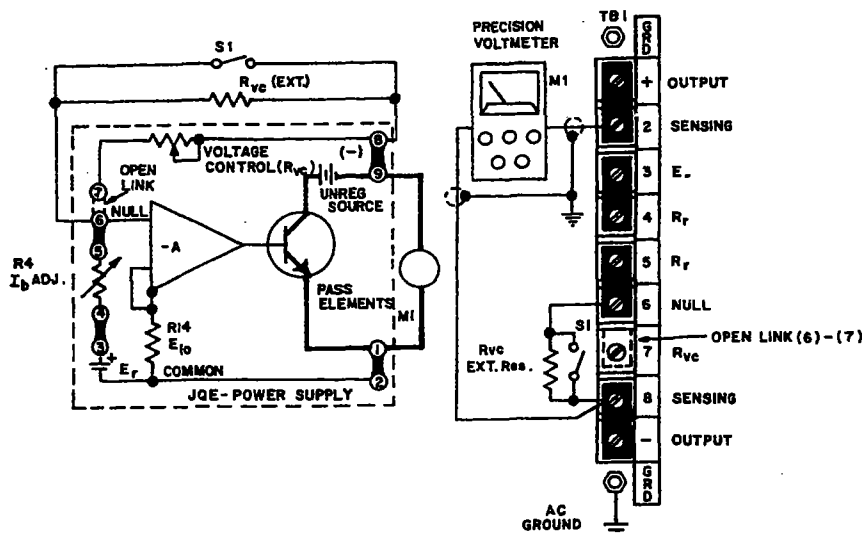 S1
Rvc (EXT.)
VOLTAGE
CONTROL (Rvc)
(-)
8
9
OPEN
LINK
7
NULL
6
5
UNREG
SOURCE
-A
R4
Ib ADJ.
PASS
ELEMENTS
M1
4
3
R14
Eio
+
Er
COMMON
1
2
JQE-POWER SUPPLY
PRECISION
VOLTMETER
M1
TB1
GRD
+ OUTPUT
2 SENSING
3 E-
4 Rr
5 Rr
6 NULL
7 Rvc
8 SENSING
- OUTPUT
GRD
OPEN LINK (6)-(7)
S1
Rvc
EXT. Res.
AC
GROUND